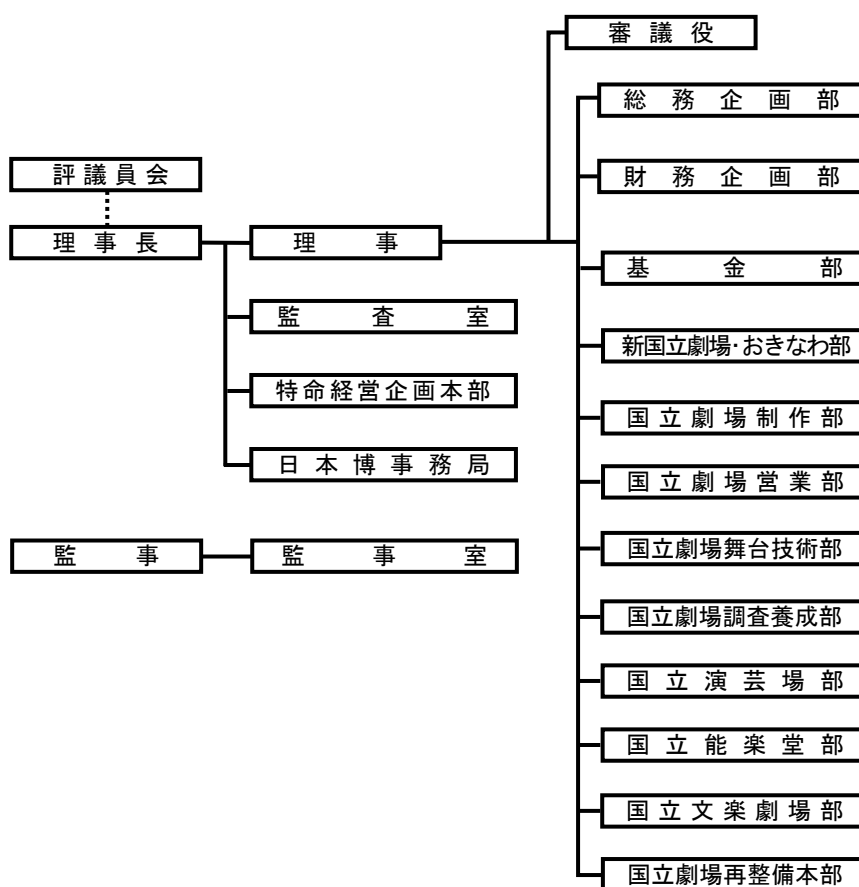 審議役
総務企画部
評議員会
財務企画部
理事長
理事
基金部
監査室
新国立劇場・おきなわ部
特命経営企画本部
国立劇場制作部
日本博事務局
国立劇場営業部
監事
監事室
国立劇場舞台技術部
国立劇場調査養成部
国立演芸場部
国立能楽堂部
国立文楽劇場部
国立劇場再整備本部